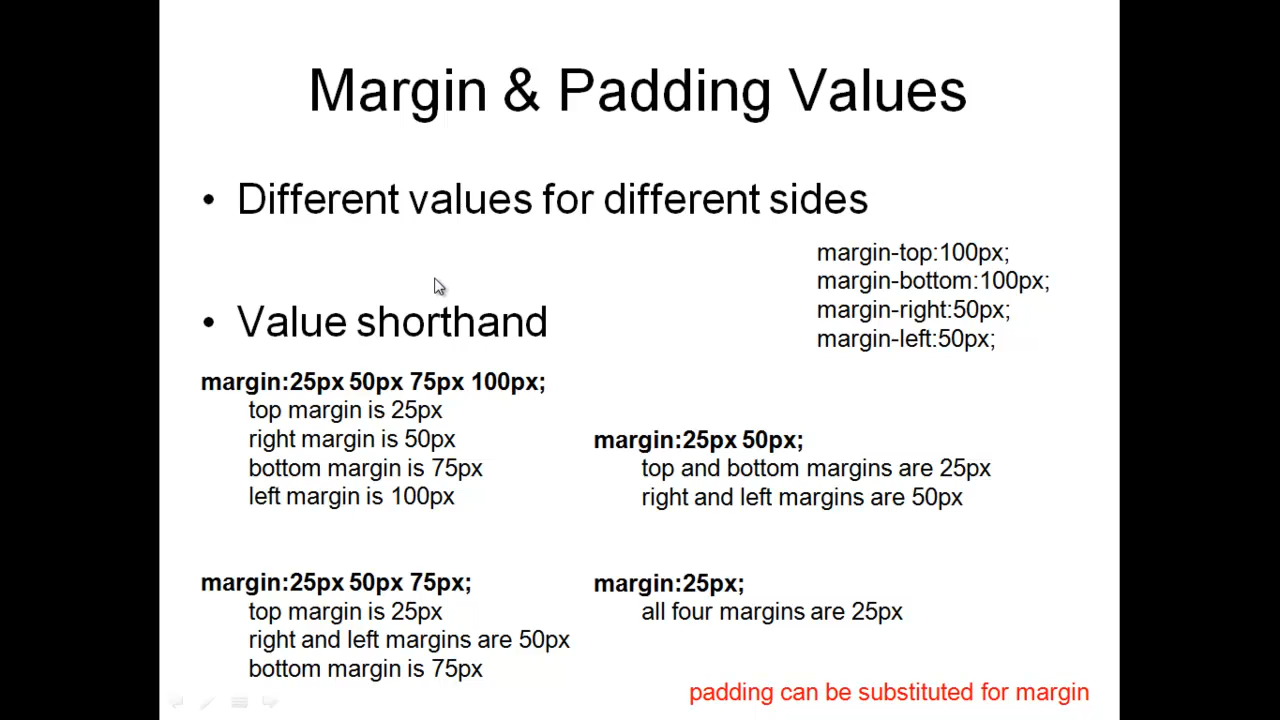 Margin & Padding Values
• Different values for different sides
margin-top:100px;
margin-bottom:100px;
margin-right:50px;
margin-left:50px;
• Value shorthand
margin:25px 50px 75px 100px;
top margin is 25px
right margin is 50px
bottom margin is 75px
left margin is 100px
margin:25px 50px;
top and bottom margins are 25px
right and left margins are 50px
margin:25px 50px 75px;
top margin is 25px
right and left margins are 50px
bottom margin is 75px
margin:25px;
all four margins are 25px
padding can be substituted for margin